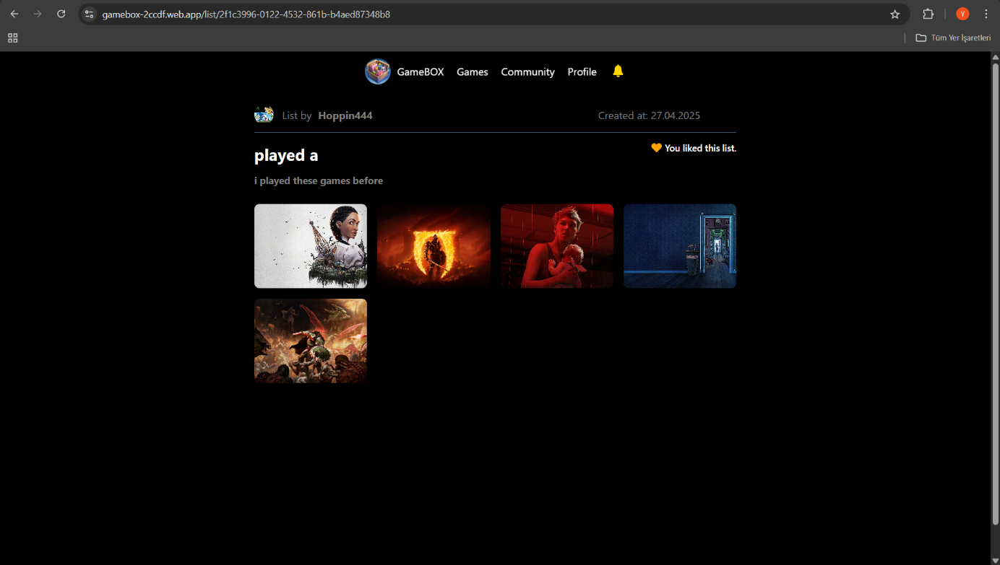 gamebox-2ccdf.web.app/list/2f1c3996-0122-4532-861b-b4aed87348b8
Y
Tüm Yer İşaretleri
GameBOX Games Community Profile
List by Hoppin444 Created at: 27.04.2025
played a
You liked this list.
i played these games before